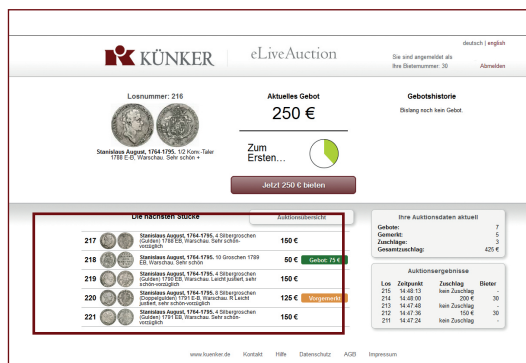 deutsch | english
KÜNKER
eLiveAuction
Sie sind angemeldet als
Ihre Bieternummer: 30
Abmelden
Losnummer: 216
Stanislaus August, 1764-1795. 1/2 Konv.-Taler
1788 E-B, Warschau. Sehr schön +
Aktuelles Gebot
250 €
Zum
Ersten...
Jetzt 250 € bieten
Gebotshistorie
Bislang noch kein Gebot.
Die nächsten Stücke
Auktionsübersicht
217
Stanislaus August, 1764-1795. 4 Silbergroschen
(Gulden) 1788 EB, Warschau. Sehr schön-
vorzüglich
150 €
218
Stanislaus August, 1764-1795. 10 Groschen 1788
EB, Warschau. Sehr schön
50 €
Gebot: 75 €
219
Stanislaus August, 1764-1795. 4 Silbergroschen
(Gulden) 1790 EB, Warschau. Leicht justiert, sehr
schön-vorzüglich
150 €
220
Stanislaus August, 1764-1795. 8 Silbergroschen
(Doppelgulden) 1791 E-B, Warschau. R Leicht
justiert, sehr schön-vorzüglich
125 €
Vorgemerkt
221
Stanislaus August, 1764-1795. 4 Silbergroschen
(Gulden) 1791 EB, Warschau. Sehr schön-
vorzüglich
150 €
Ihre Auktionsdaten aktuell
Gebote: 7
Gemerkt: 5
Zuschläge: 3
Gesamtzuschlag: 425 €
Auktionsergebnisse
Los Zeitpunkt Zuschlag Bieter
215 14:48:13 kein Zuschlag -
214 14:48:00 200 € 30
213 14:47:48 kein Zuschlag -
212 14:47:36 150 € 30
211 14:47:24 kein Zuschlag -
www.kuenker.de Kontakt Hilfe Datenschutz AGB Impressum